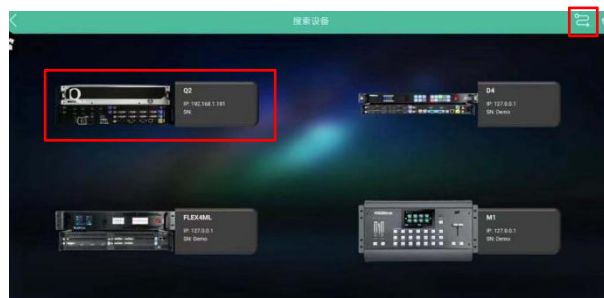 搜索设备
Q2
IP: 192.168.1.181
SN:
D4
IP: 127.0.0.1
SN: Demo
FLEX4ML
IP: 127.0.0.1
SN: Demo
M1
IP: 127.0.0.1
SN: Demo